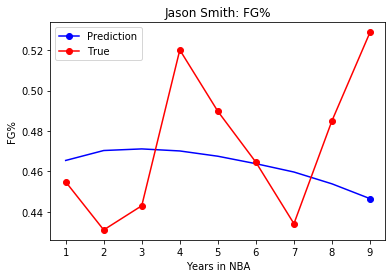 Jason Smith: FG%
Prediction
True
FG%
0.52
0.50
0.48
0.46
0.44
1 2 3 4 5 6 7 8 9
Years in NBA